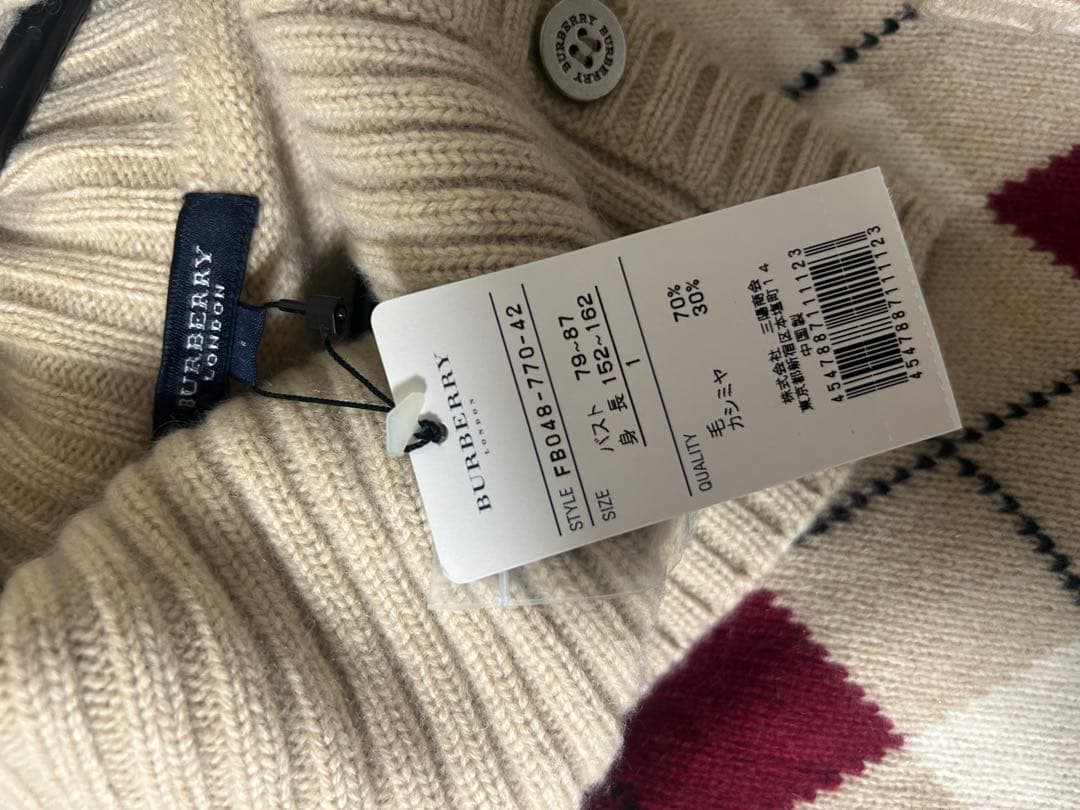 BURBERRY BURBERRY
BURBERRY
LONDON
BURBERRY
LONDON
STYLE FB048-770-42
SIZE バスト 79~87
身長 152~162
1
QUALITY
毛 70%
カシミヤ 30%
株式会社 三陽商会
東京都新宿区本塩町14
中国製
4547887111123
4547887111123